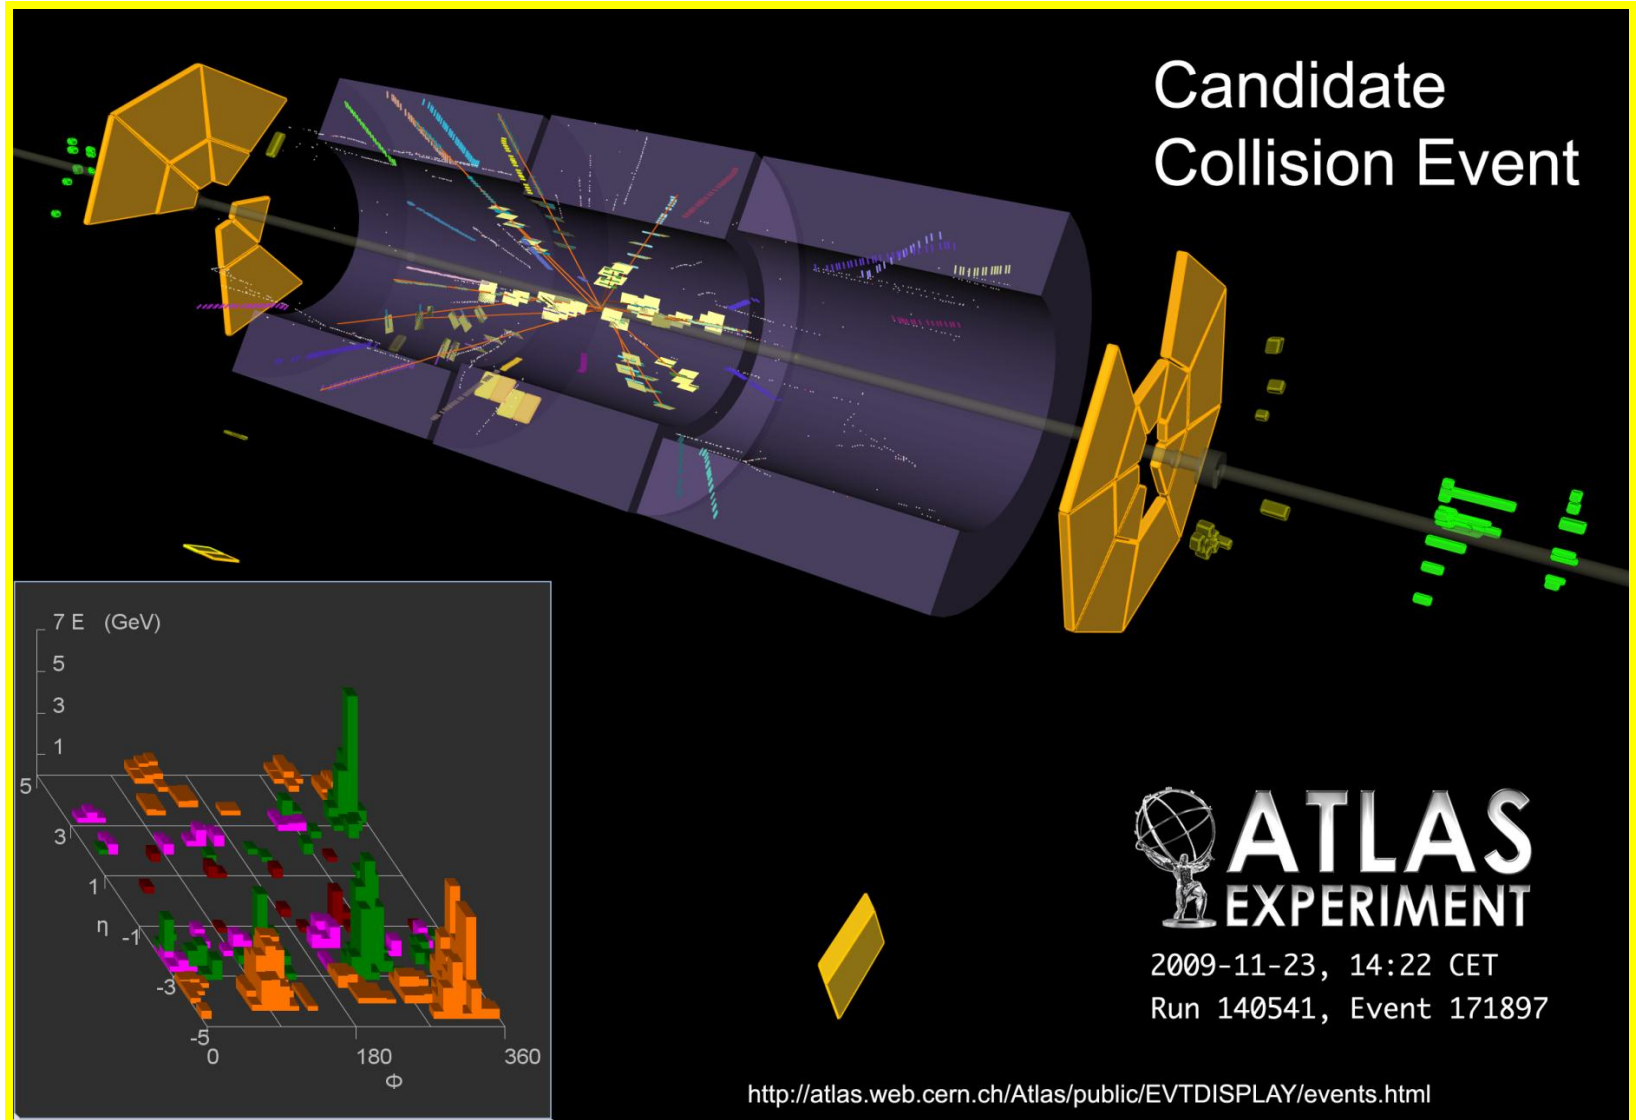 Candidate
Collision Event
7 E (GeV)
5
3
1
5
3
1
η
-1
-3
-5
0
180
360
Φ
ATLAS
EXPERIMENT
2009-11-23, 14:22 CET
Run 140541, Event 171897
http://atlas.web.cern.ch/Atlas/public/EVTDISPLAY/events.html